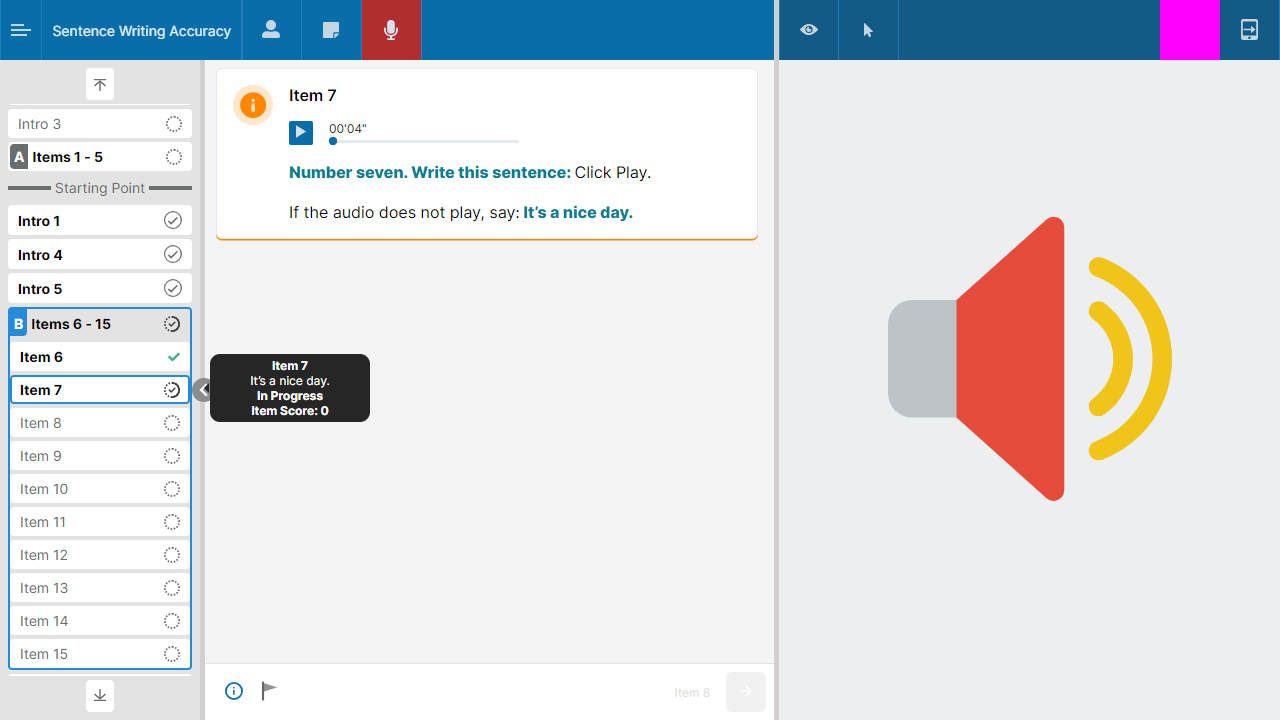 Sentence Writing Accuracy
Intro 3
A Items 1 - 5
Starting Point
Intro 1
Intro 4
Intro 5
B Items 6 - 15
Item 6
Item 7
Item 8
Item 9
Item 10
Item 11
Item 12
Item 13
Item 14
Item 15
Item 7
00'04"
Number seven. Write this sentence: Click Play.
If the audio does not play, say: It’s a nice day.
Item 7
It’s a nice day.
In Progress
Item Score: 0
Item 8